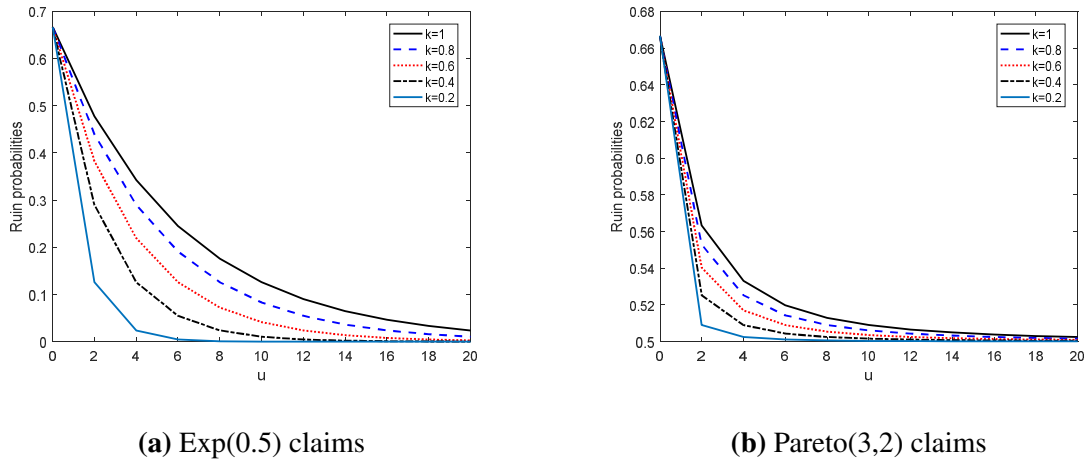 0.7
0.6
0.5
0.4
0.3
0.2
0.1
0
Ruin probabilities
0 2 4 6 8 10 12 14 16 18 20
u
k=1
k=0.8
k=0.6
k=0.4
k=0.2
(a) Exp(0.5) claims
0.68
0.66
0.64
0.62
0.6
0.58
0.56
0.54
0.52
0.5
Ruin probabilities
0 2 4 6 8 10 12 14 16 18 20
u
k=1
k=0.8
k=0.6
k=0.4
k=0.2
(b) Pareto(3,2) claims